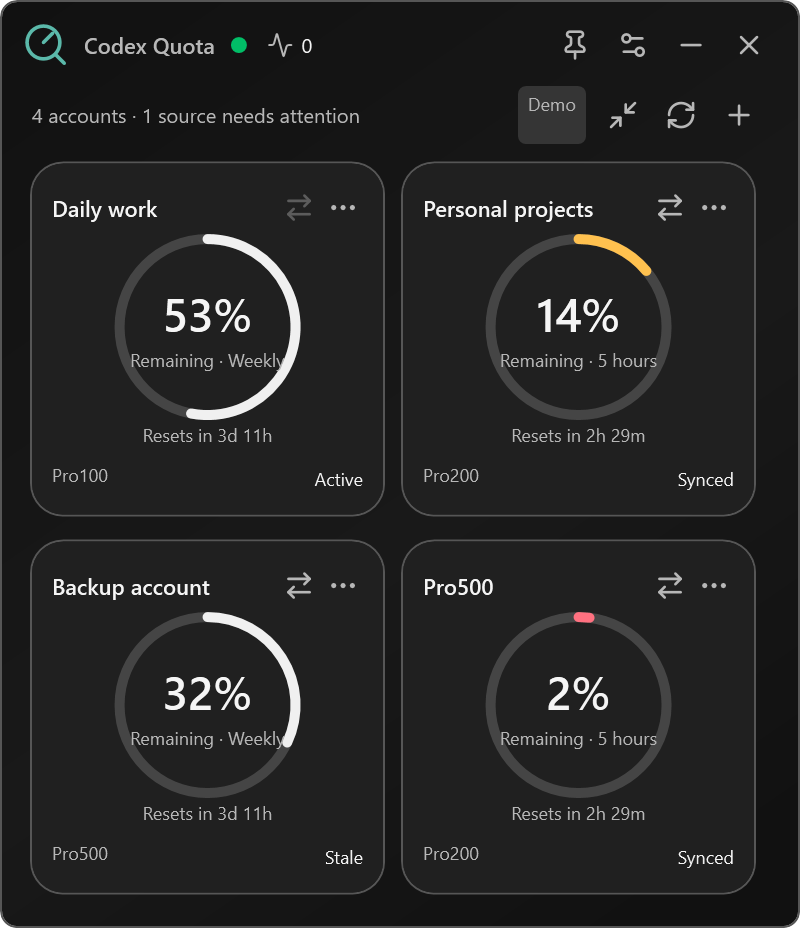 Codex Quota
0
4 accounts · 1 source needs attention
Demo
Daily work
53%
Remaining · Weekly
Resets in 3d 11h
Pro100
Active
Personal projects
14%
Remaining · 5 hours
Resets in 2h 29m
Pro200
Synced
Backup account
32%
Remaining · Weekly
Resets in 3d 11h
Pro500
Stale
Pro500
2%
Remaining · 5 hours
Resets in 2h 29m
Pro200
Synced